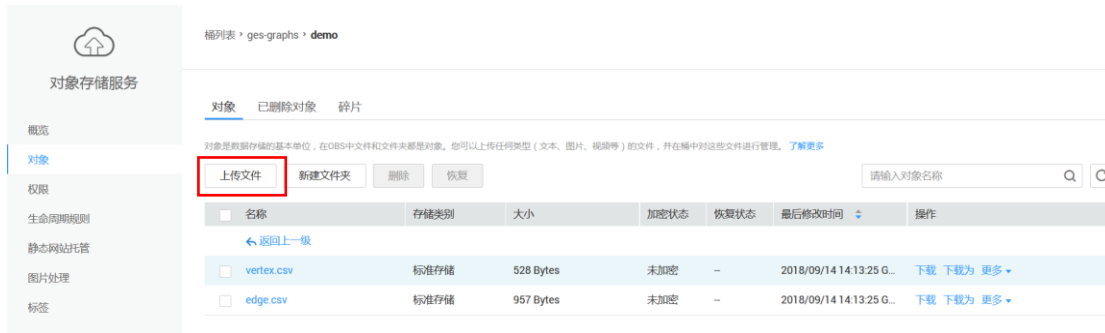 桶列表 > ges-graphs > demo
对象存储服务
对象 已删除对象 碎片
概览
对象是数据存储的基本单位，在OBS中文件和文件夹都是对象。您可以上传任何类型（文本、图片、视频等）的文件，并在桶中对这些文件进行管理。 了解更多
对象
上传文件 新建文件夹 删除 恢复 请输入对象名称
权限
生命周期规则
名称 存储类别 大小 加密状态 恢复状态 最后修改时间 操作
静态网站托管
返回上一级
图片处理
vertex.csv 标准存储 528 Bytes 未加密 -- 2018/09/14 14:13:25 G... 下载 下载为 更多
标签
edge.csv 标准存储 957 Bytes 未加密 -- 2018/09/14 14:13:25 G... 下载 下载为 更多